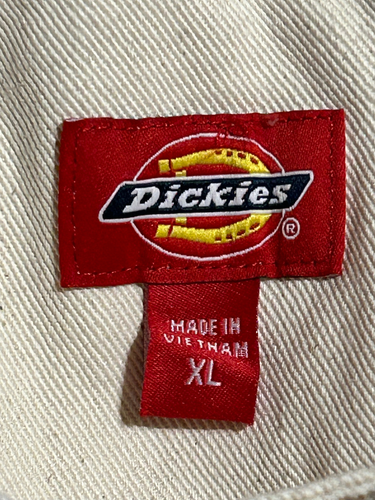 Dickies
®
MADE IN
VIETNAM
XL